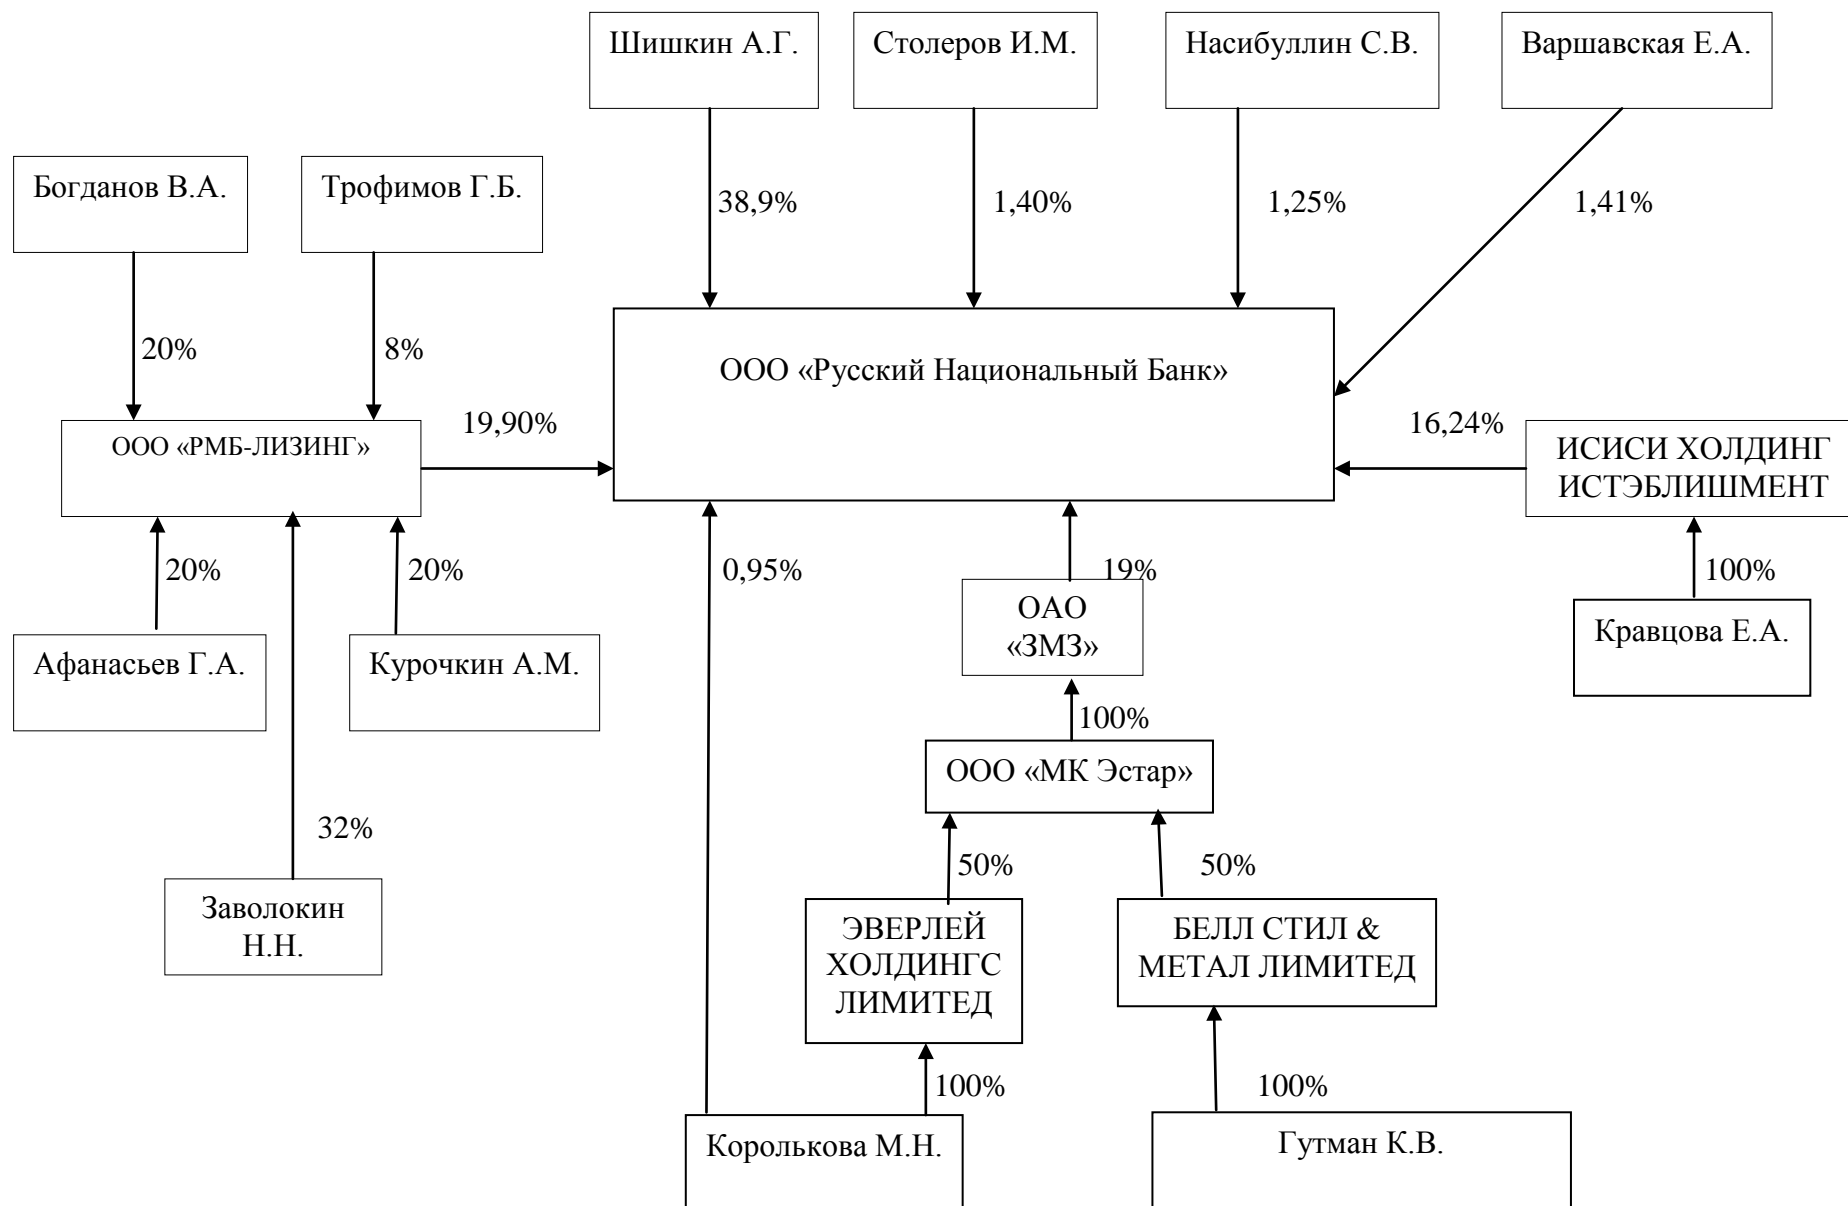 Шишкин А.Г.
Столеров И.М.
Насибуллин С.В.
Варшавская Е.А.
Богданов В.А.
Трофимов Г.Б.
38,9%
1,40%
1,25%
1,41%
20%
8%
ООО «Русский Национальный Банк»
19,90%
16,24%
ООО «РМБ-ЛИЗИНГ»
ИСИСИ ХОЛДИНГ
ИСТЭБЛИШМЕНТ
20%
20%
0,95%
19%
100%
ОАО
«ЗМЗ»
Кравцова Е.А.
Афанасьев Г.А.
Курочкин А.М.
100%
ООО «МК Эстар»
32%
50%
50%
Заволокин
Н.Н.
ЭВЕРЛЕЙ
ХОЛДИНГС
ЛИМИТЕД
БЕЛЛ СТИЛ &
МЕТАЛ ЛИМИТЕД
100%
100%
Королькова М.Н.
Гутман К.В.